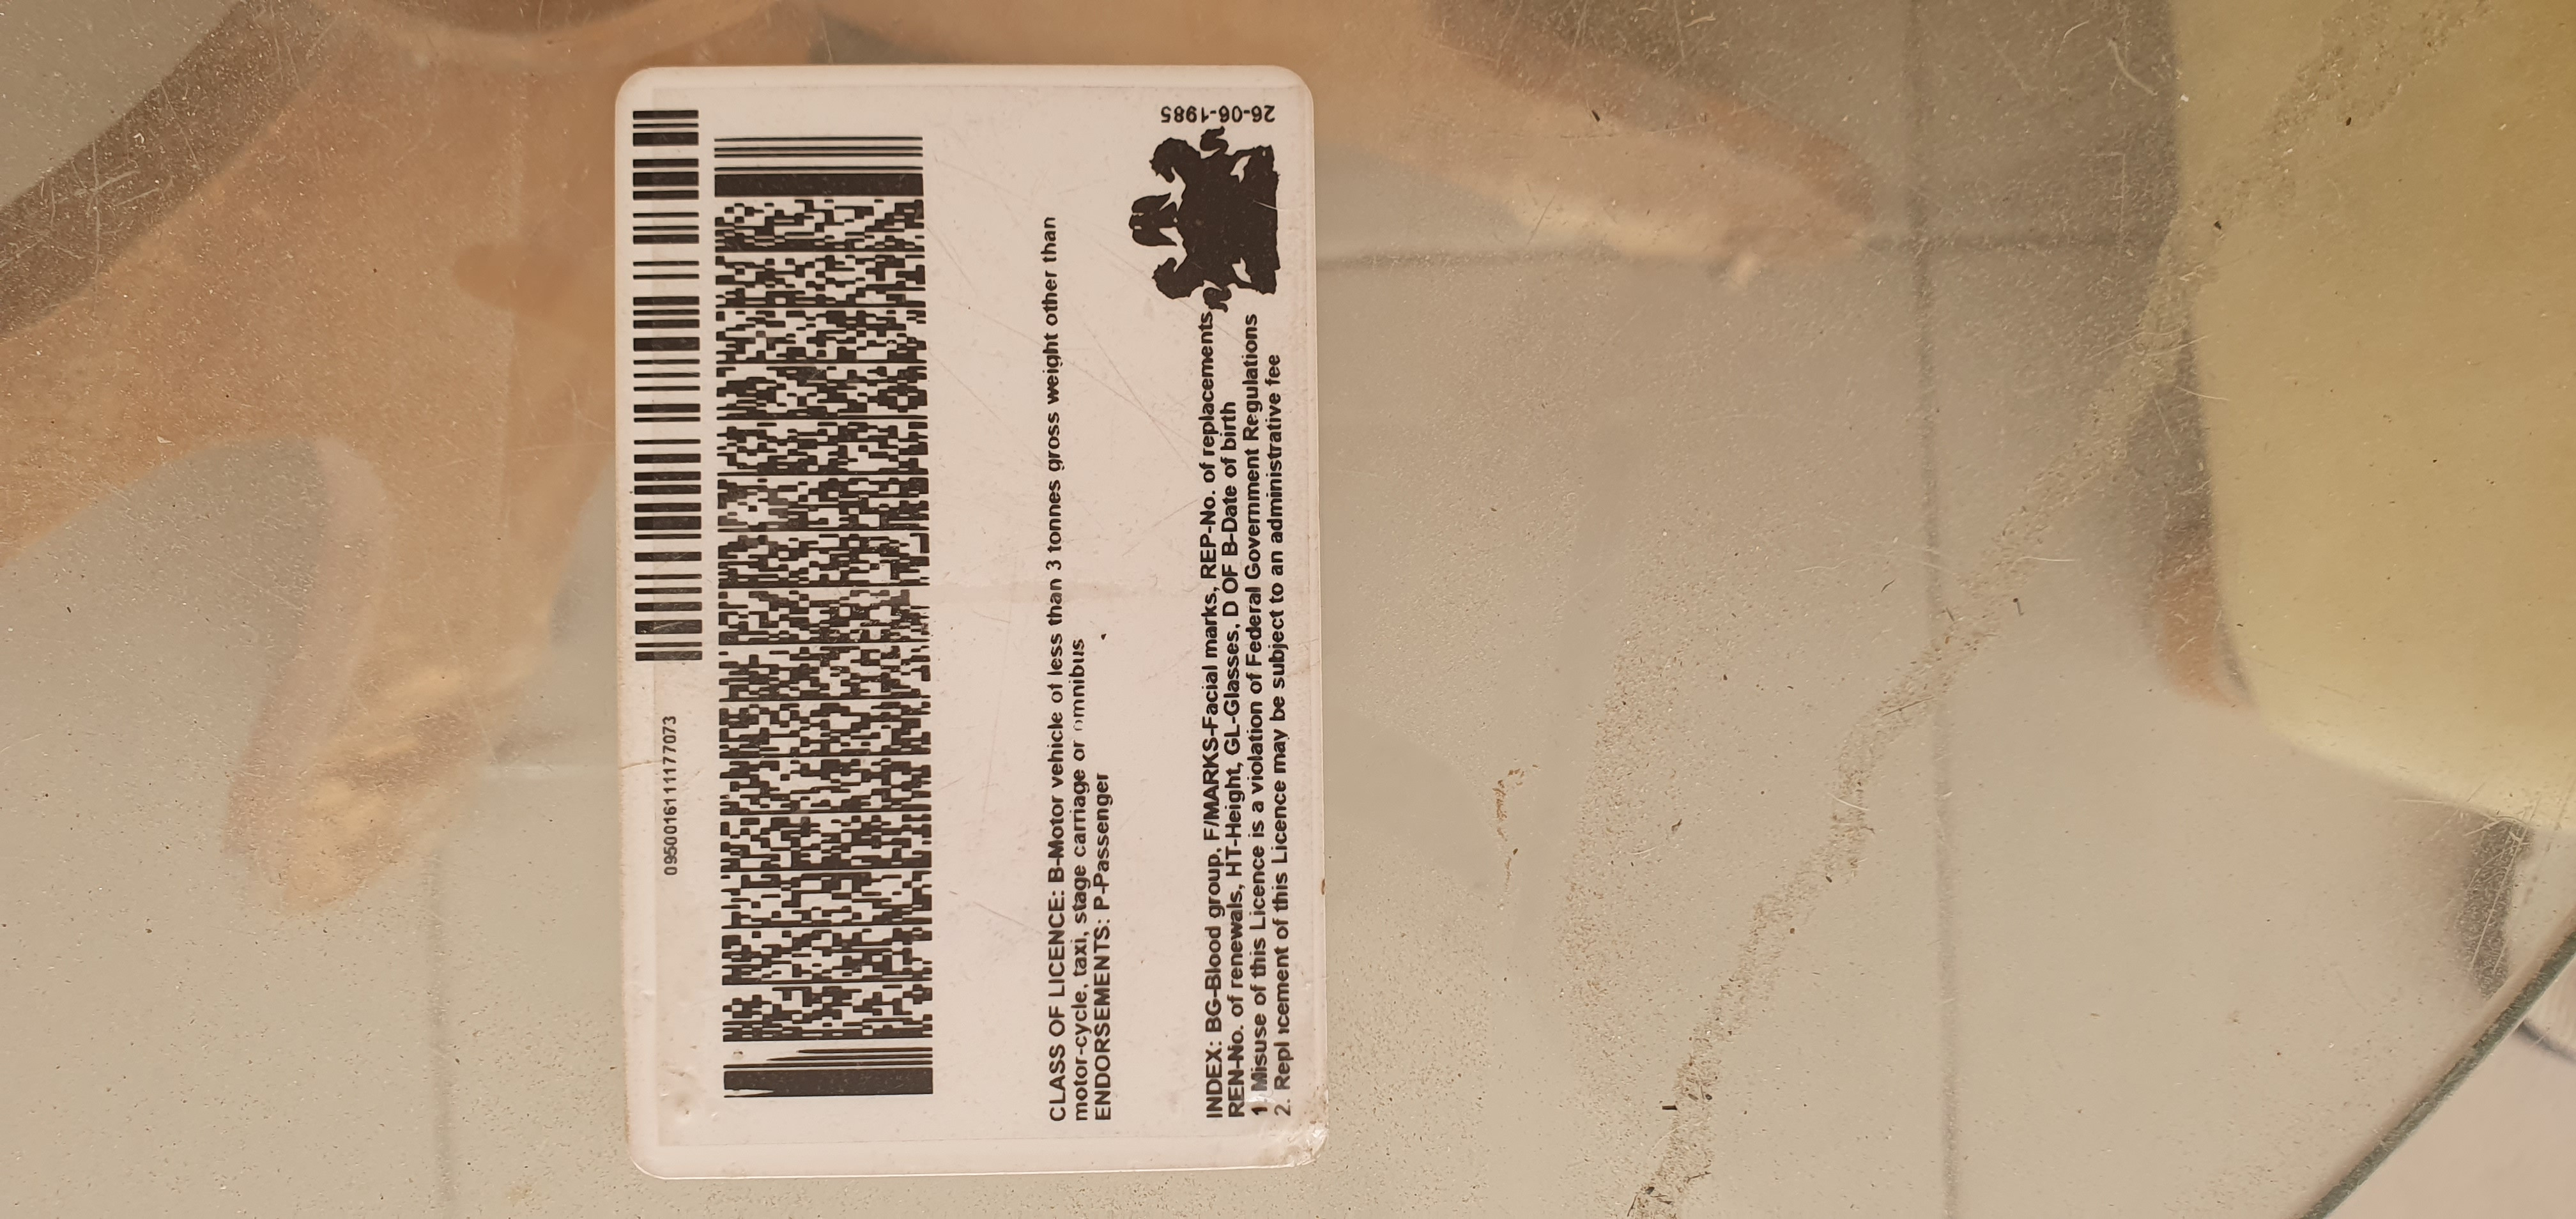 0950016111177073
CLASS OF LICENCE: B-Motor vehicle of less than 3 tonnes gross weight other than
motor-cycle, taxi, stage carriage or omnibus
ENDORSEMENTS: P-Passenger
INDEX: BG-Blood group, F/MARKS-Facial marks, REP-No. of replacements,
REN-No. of renewals, HT-Height, GL-Glasses, D OF B-Date of birth
1. Misuse of this Licence is a violation of Federal Government Regulations
2. Replacement of this Licence may be subject to an administrative fee
26-06-1985